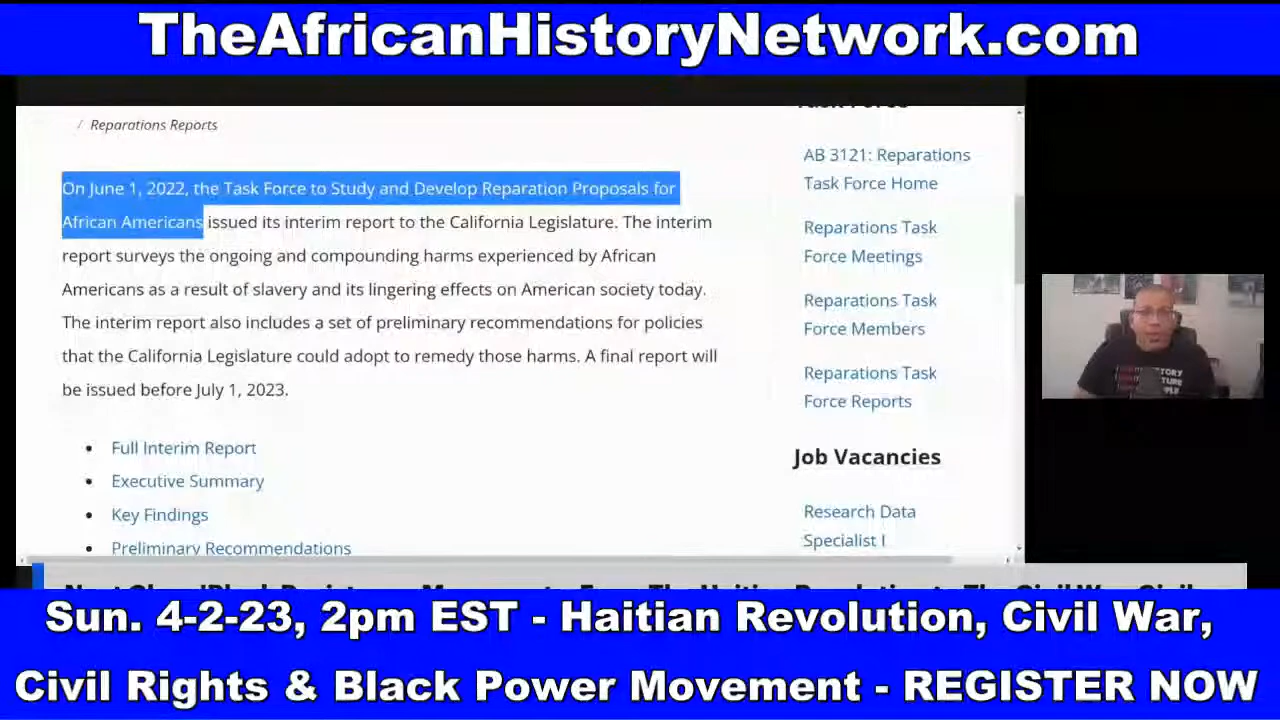 TheAfricanHistoryNetwork.com
Task Force
/ Reparations Reports
On June 1, 2022, the Task Force to Study and Develop Reparation Proposals for
African Americans issued its interim report to the California Legislature. The interim
report surveys the ongoing and compounding harms experienced by African
Americans as a result of slavery and its lingering effects on American society today.
The interim report also includes a set of preliminary recommendations for policies
that the California Legislature could adopt to remedy those harms. A final report will
be issued before July 1, 2023.
• Full Interim Report
• Executive Summary
• Key Findings
• Preliminary Recommendations
AB 3121: Reparations
Task Force Home
Reparations Task
Force Meetings
Reparations Task
Force Members
Reparations Task
Force Reports
Job Vacancies
Research Data
Specialist I
Sun. 4-2-23, 2pm EST - Haitian Revolution, Civil War,
Civil Rights & Black Power Movement - REGISTER NOW